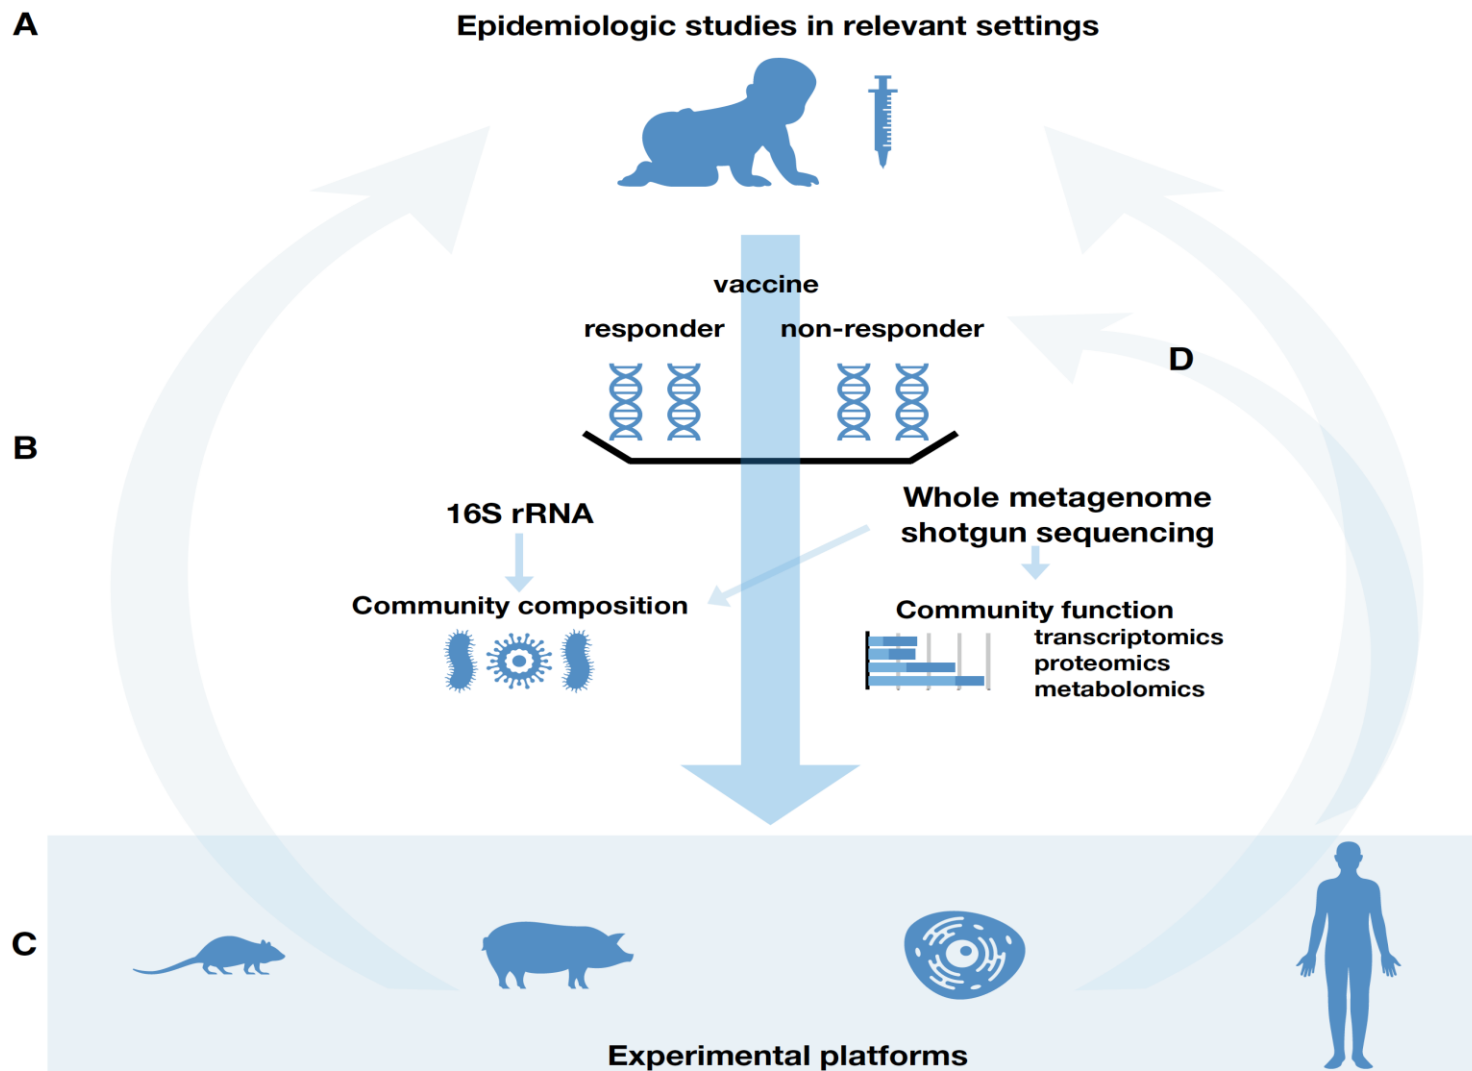 A
Epidemiologic studies in relevant settings
vaccine
responder
non-responder
D
B
16S rRNA
Whole metagenome
shotgun sequencing
Community composition
Community function
transcriptomics
proteomics
metabolomics
C
Experimental platforms